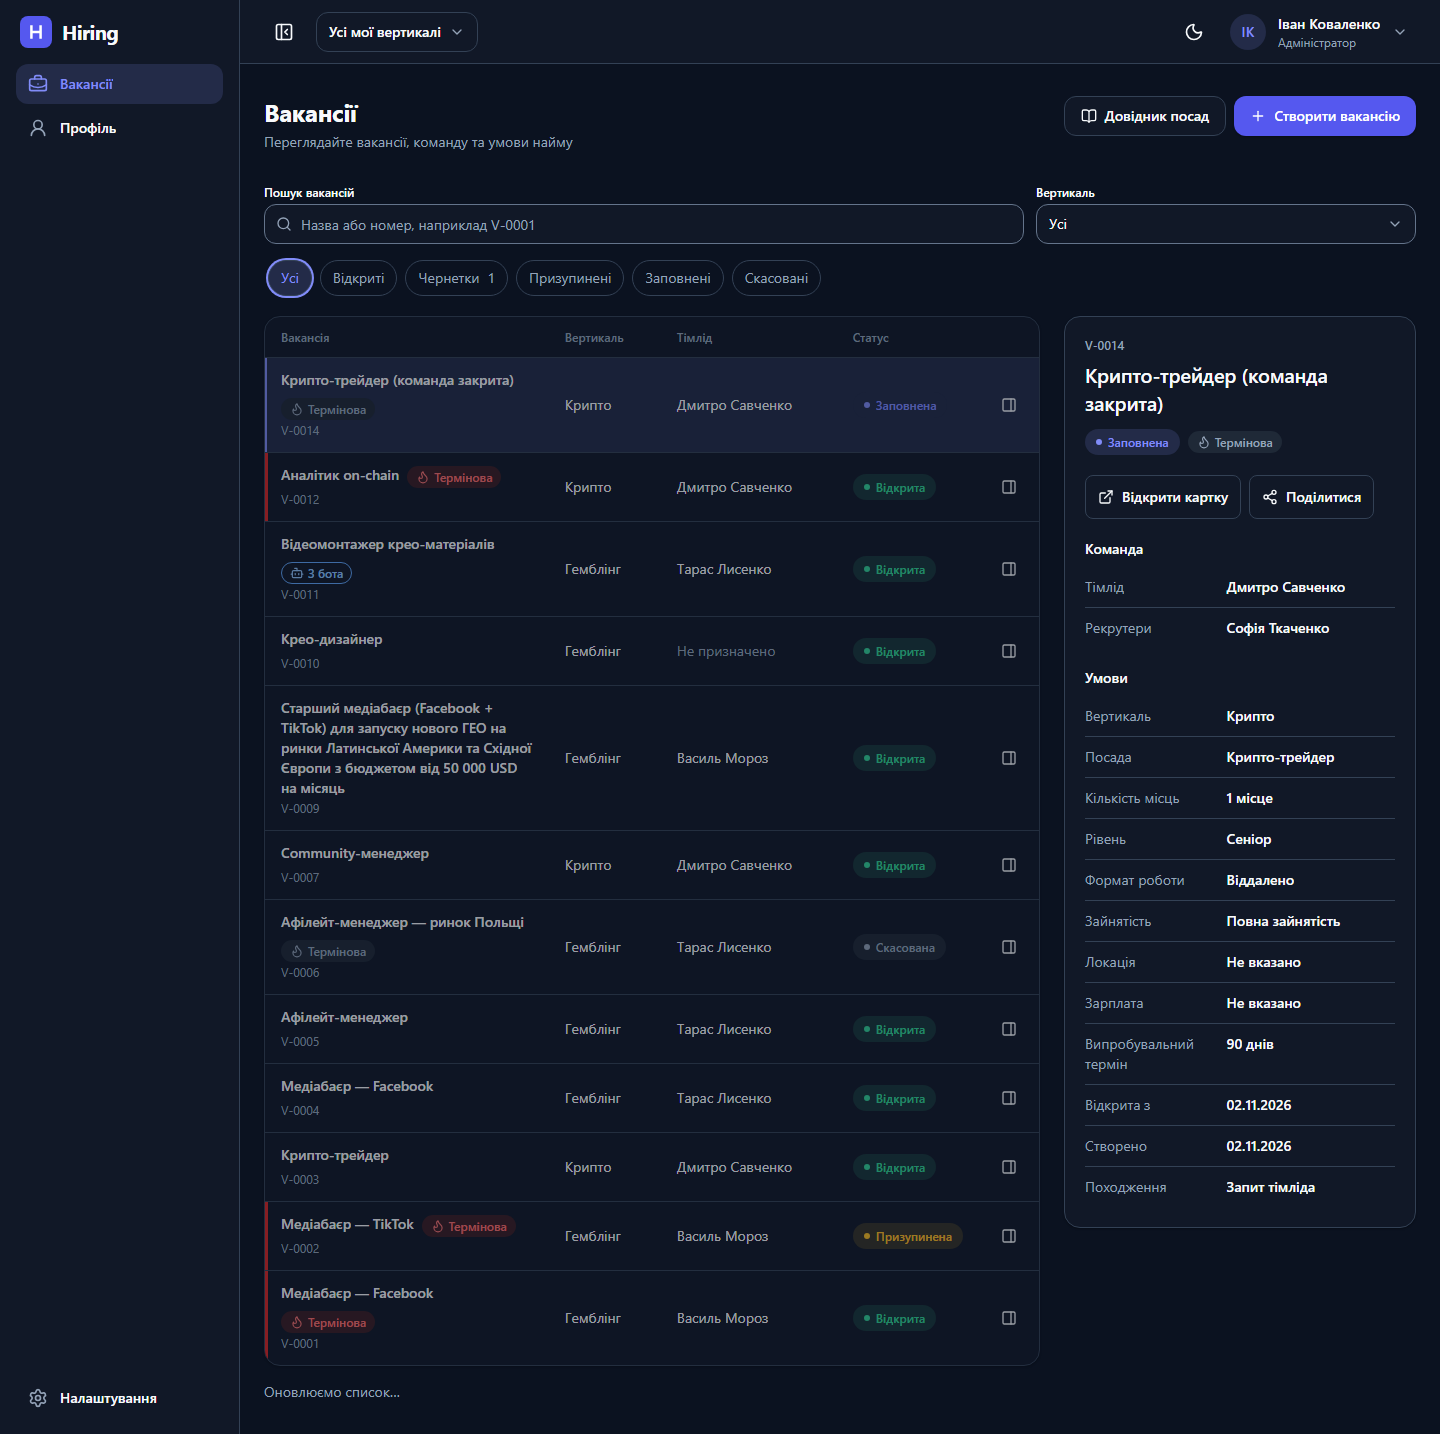 H Hiring
Усі мої вертикалі
ІК
Іван Коваленко
Адміністратор
Вакансії
Профіль
Налаштування
Вакансії
Переглядайте вакансії, команду та умови найму
Довідник посад
Створити вакансію
Пошук вакансій
Назва або номер, наприклад V-0001
Вертикаль
Усі
Усі Відкриті Чернетки 1 Призупинені Заповнені Скасовані
Вакансія Вертикаль Тімлід Статус
Крипто-трейдер (команда закрита)
Термінова
V-0014
Крипто Дмитро Савченко Заповнена
Аналітик on-chain Термінова
V-0012
Крипто Дмитро Савченко Відкрита
Відеомонтажер крео-матеріалів
З бота
V-0011
Гемблінг Тарас Лисенко Відкрита
Крео-дизайнер
V-0010
Гемблінг Не призначено Відкрита
Старший медіабаєр (Facebook +
TikTok) для запуску нового ГЕО на
ринки Латинської Америки та Східної
Європи з бюджетом від 50 000 USD
на місяць
V-0009
Гемблінг Василь Мороз Відкрита
Community-менеджер
V-0007
Крипто Дмитро Савченко Відкрита
Афілейт-менеджер — ринок Польщі
Термінова
V-0006
Гемблінг Тарас Лисенко Скасована
Афілейт-менеджер
V-0005
Гемблінг Тарас Лисенко Відкрита
Медіабаєр — Facebook
V-0004
Гемблінг Тарас Лисенко Відкрита
Крипто-трейдер
V-0003
Крипто Дмитро Савченко Відкрита
Медіабаєр — TikTok Термінова
V-0002
Гемблінг Василь Мороз Призупинена
Медіабаєр — Facebook
Термінова
V-0001
Гемблінг Василь Мороз Відкрита
Оновлюємо список...
V-0014
Крипто-трейдер (команда
закрита)
Заповнена Термінова
Відкрити картку Поділитися
Команда
Тімлід Дмитро Савченко
Рекрутери Софія Ткаченко
Умови
Вертикаль Крипто
Посада Крипто-трейдер
Кількість місць 1 місце
Рівень Сеніор
Формат роботи Віддалено
Зайнятість Повна зайнятість
Локація Не вказано
Зарплата Не вказано
Випробувальний
термін
90 днів
Відкрита з 02.11.2026
Створено 02.11.2026
Походження Запит тімліда